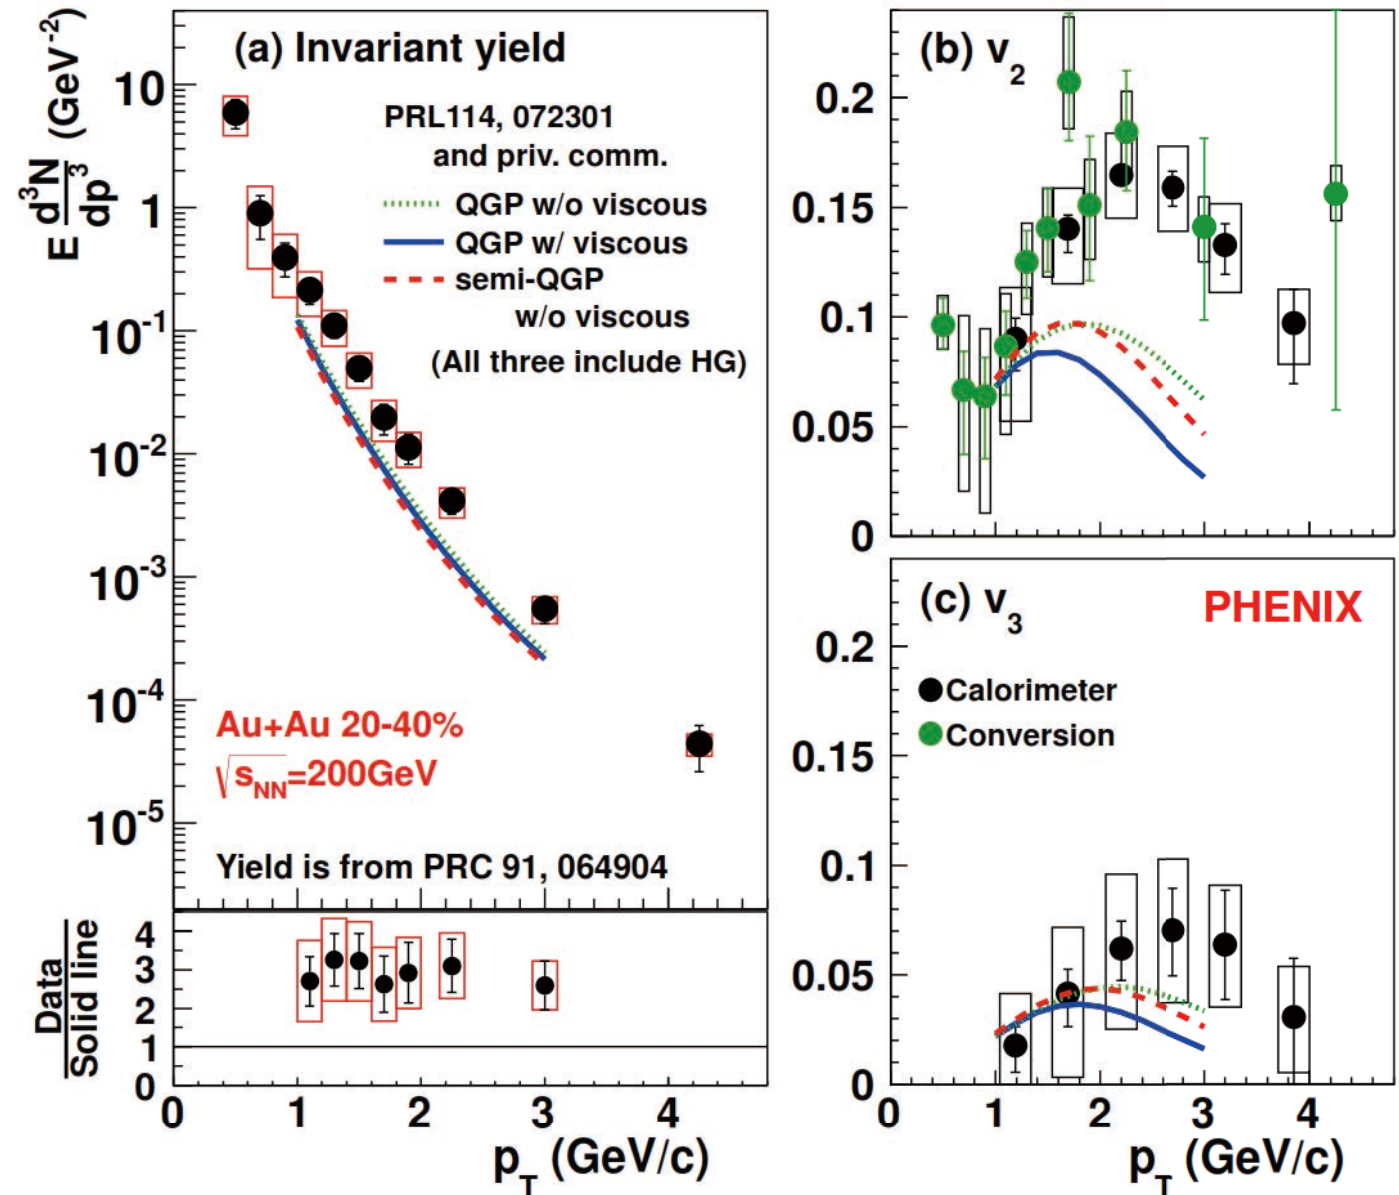 (a) Invariant yield
E d³N/dp³ (GeV⁻²)
PRL114, 072301
and priv. comm.
QGP w/o viscous
QGP w/ viscous
semi-QGP
w/o viscous
(All three include HG)
10
1
10⁻¹
10⁻²
10⁻³
10⁻⁴
10⁻⁵
Au+Au 20-40%
√s_NN=200GeV
Yield is from PRC 91, 064904
Data/Solid line
4
3
2
1
0
0 1 2 3 4
p_T (GeV/c)
(b) v₂
0.2
0.15
0.1
0.05
0
(c) v₃
PHENIX
Calorimeter
Conversion
0.2
0.15
0.1
0.05
0
0 1 2 3 4
p_T (GeV/c)